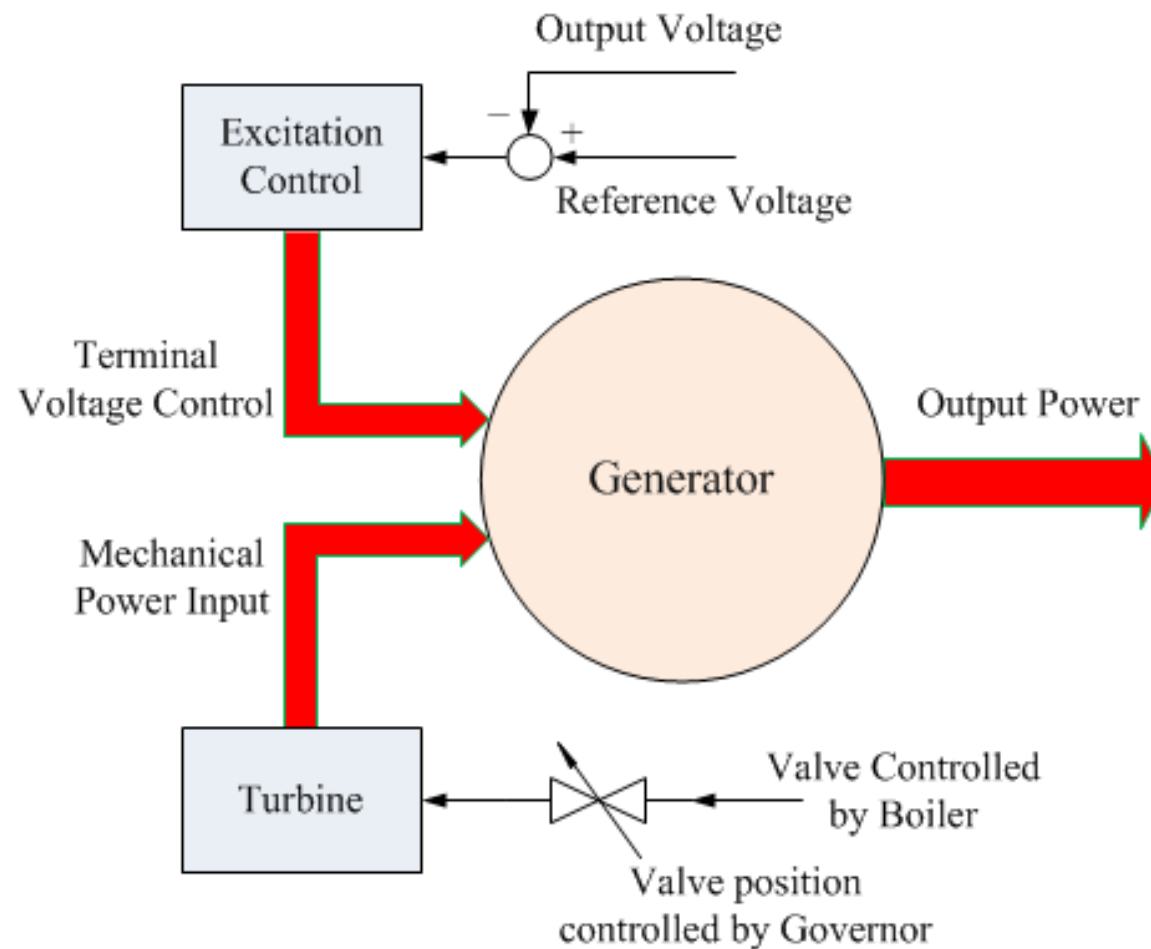 Output Voltage
−
+
Excitation
Control
Reference Voltage
Terminal
Voltage Control
Output Power
Generator
Mechanical
Power Input
Turbine
Valve Controlled
by Boiler
Valve position
controlled by Governor